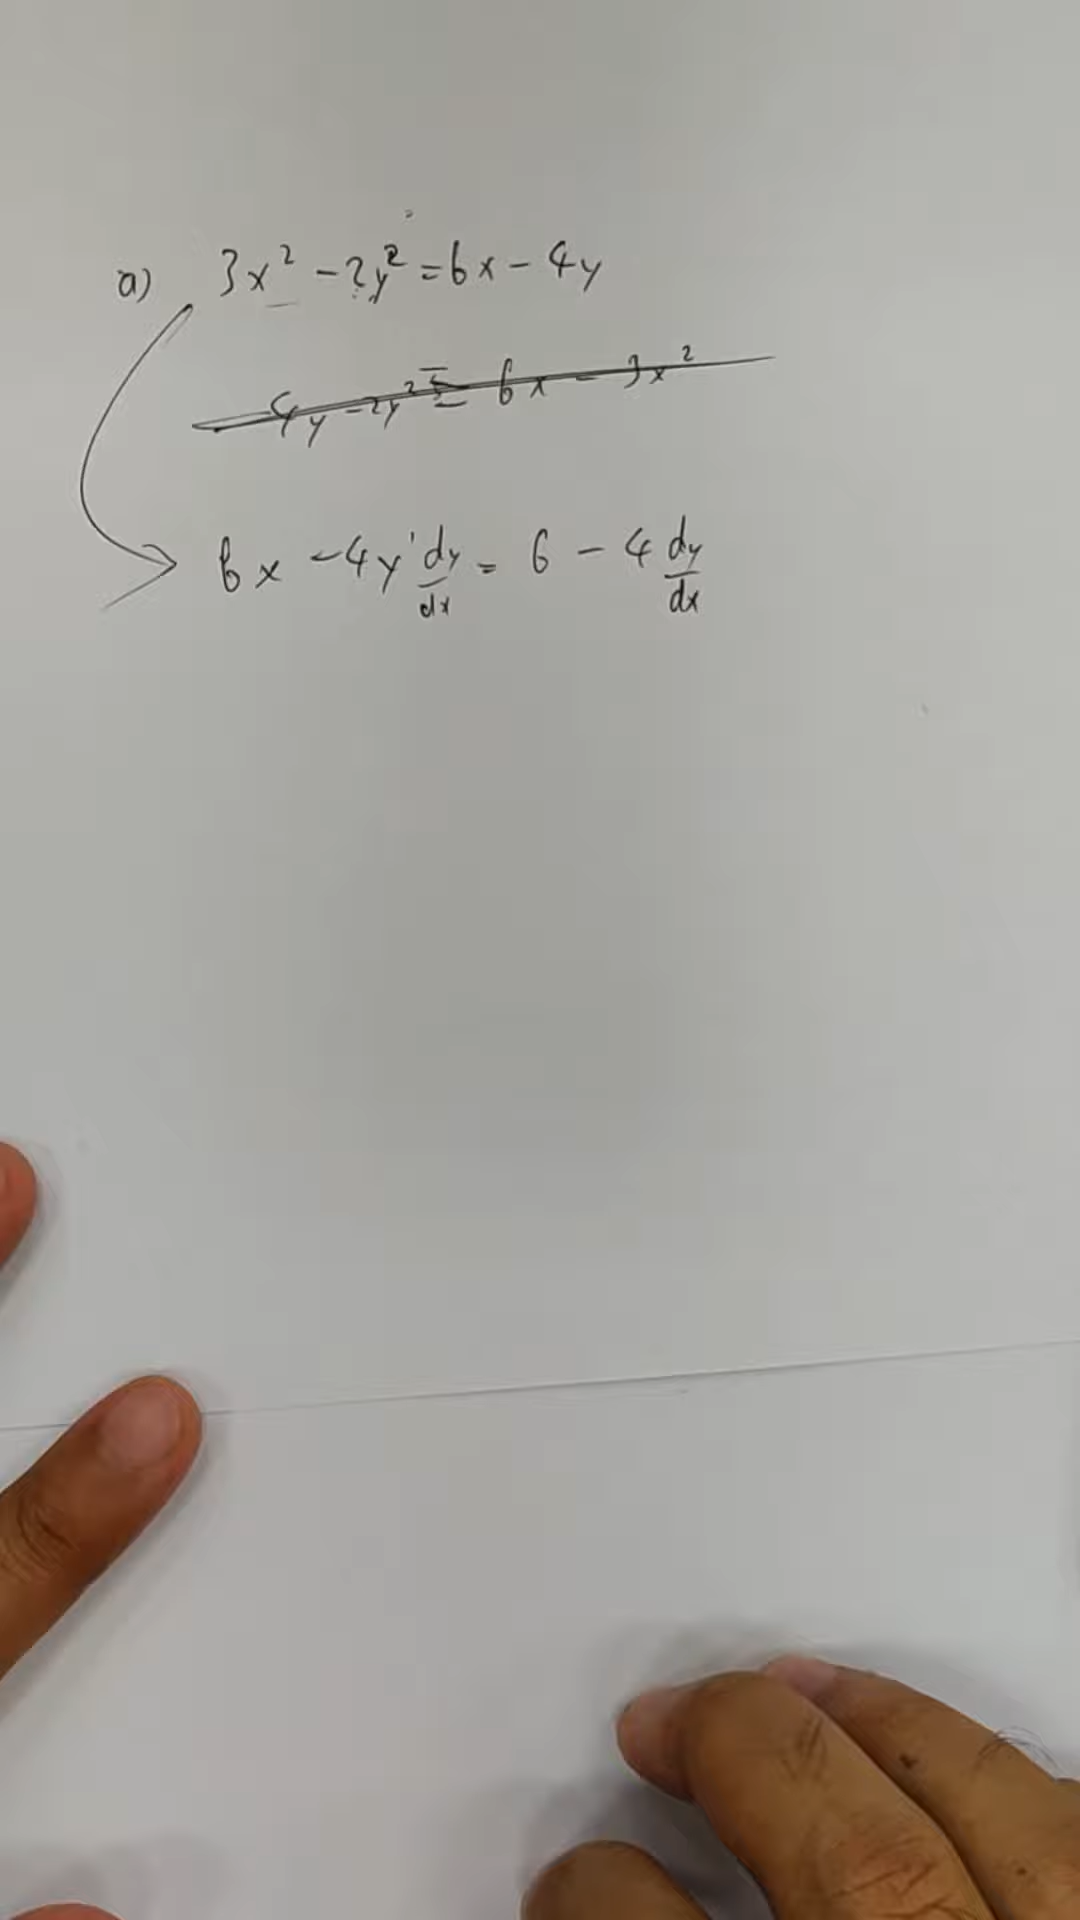 a) 3x² - 2y² = 6x - 4y
4y - 2y² = 6x - 3x²
6x - 4y' dy/dx = 6 - 4 dy/dx